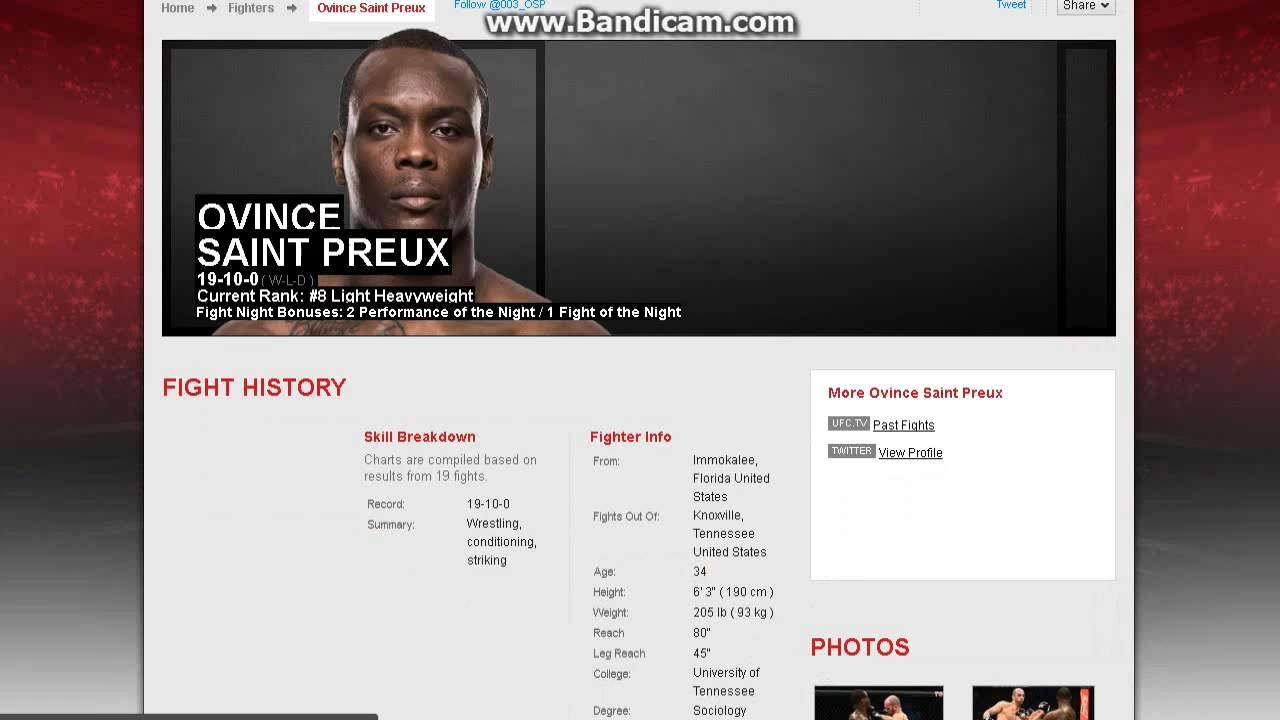 Home
Fighters
Ovince Saint Preux
Follow @003_OSP
www.Bandicam.com
Tweet
Share
OVINCE
SAINT PREUX
19-10-0 ( W-L-D )
Current Rank: #8 Light Heavyweight
Fight Night Bonuses: 2 Performance of the Night / 1 Fight of the Night
FIGHT HISTORY
Skill Breakdown
Charts are compiled based on
results from 19 fights.
Record: 19-10-0
Summary: Wrestling,
conditioning,
striking
Fighter Info
From: Immokalee,
Florida United
States
Fights Out Of: Knoxville,
Tennessee
United States
Age: 34
Height: 6' 3" ( 190 cm )
Weight: 205 lb ( 93 kg )
Reach 80"
Leg Reach 45"
College: University of
Tennessee
Degree: Sociology
More Ovince Saint Preux
UFC.TV Past Fights
TWITTER View Profile
PHOTOS